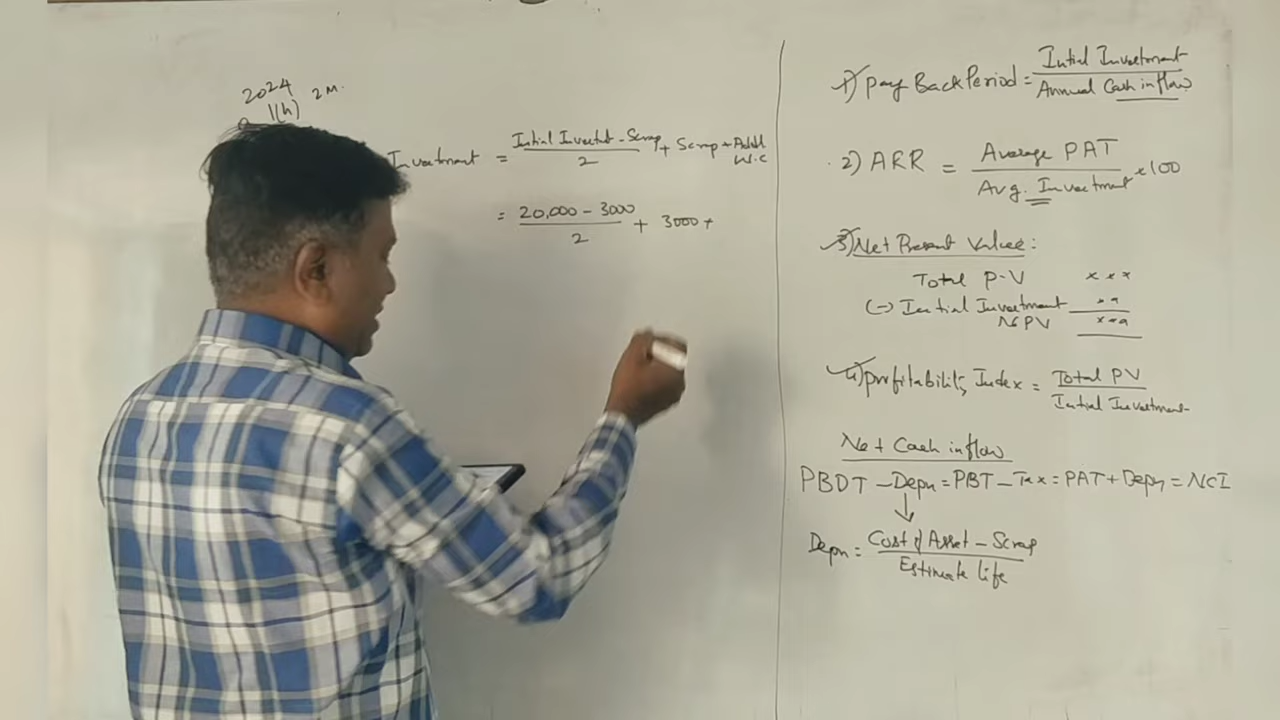 2024 2 M.
1(h)
Investment = Intial Investmt - Scrap / 2 + Scrap + Addl W.C
= 20,000 - 3000 / 2 + 3000 +
1) Pay Back Period = Intial Investment / Annual Cash inflow
2) ARR = Average PAT / Avg. Investment × 100
3) Net Present Value:
Total P.V x x x
(-) Initial Investment x x
NPV x x x
4) Profitability Index = Total PV / Intial Investment
Net Cash inflow
PBDT - Depn = PBT - Tax = PAT + Depn = NCI
Depn = Cost of Asset - Scrap / Estimate life